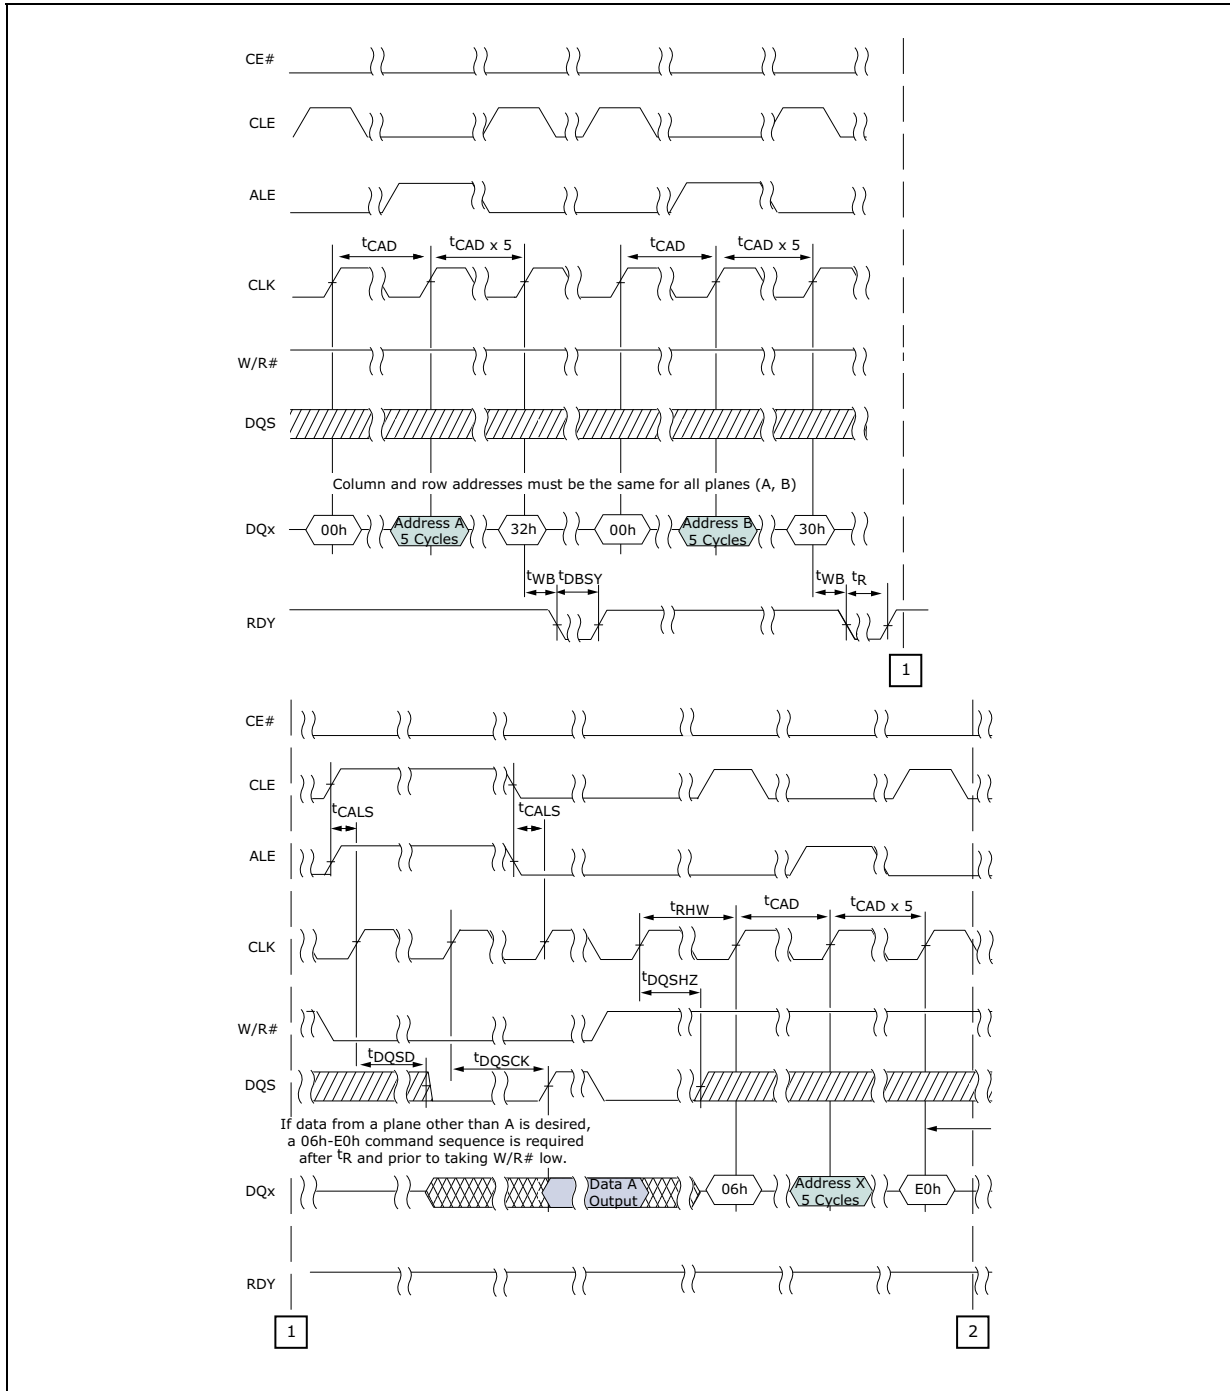 CE#
CLE
ALE
tCAD
tCAD x 5
tCAD
tCAD x 5
CLK
W/R#
DQS
Column and row addresses must be the same for all planes (A, B)
DQx
00h
Address A
5 Cycles
32h
00h
Address B
5 Cycles
30h
tWB
tDBSY
tWB
tR
RDY
1
CE#
CLE
tCALS
tCALS
ALE
tRHW
tCAD
tCAD x 5
CLK
tDQSHZ
W/R#
tDQSD
tDQSCK
DQS
If data from a plane other than A is desired,
a 06h-E0h command sequence is required
after tR and prior to taking W/R# low.
DQx
Data A
Output
06h
Address X
5 Cycles
E0h
RDY
1
2